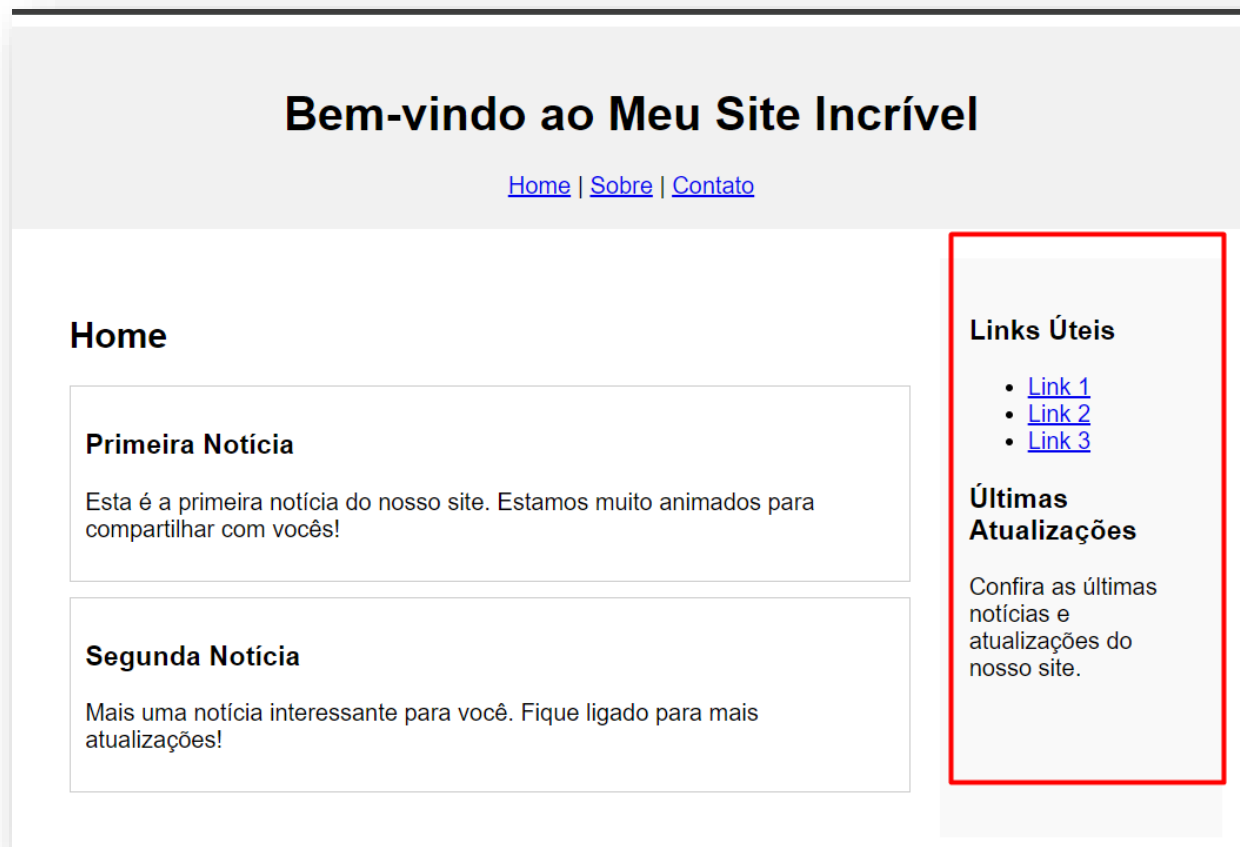 Bem-vindo ao Meu Site Incrível
Home | Sobre | Contato
Home
Primeira Notícia
Esta é a primeira notícia do nosso site. Estamos muito animados para
compartilhar com vocês!
Segunda Notícia
Mais uma notícia interessante para você. Fique ligado para mais
atualizações!
Links Úteis
• Link 1
• Link 2
• Link 3
Últimas
Atualizações
Confira as últimas
notícias e
atualizações do
nosso site.